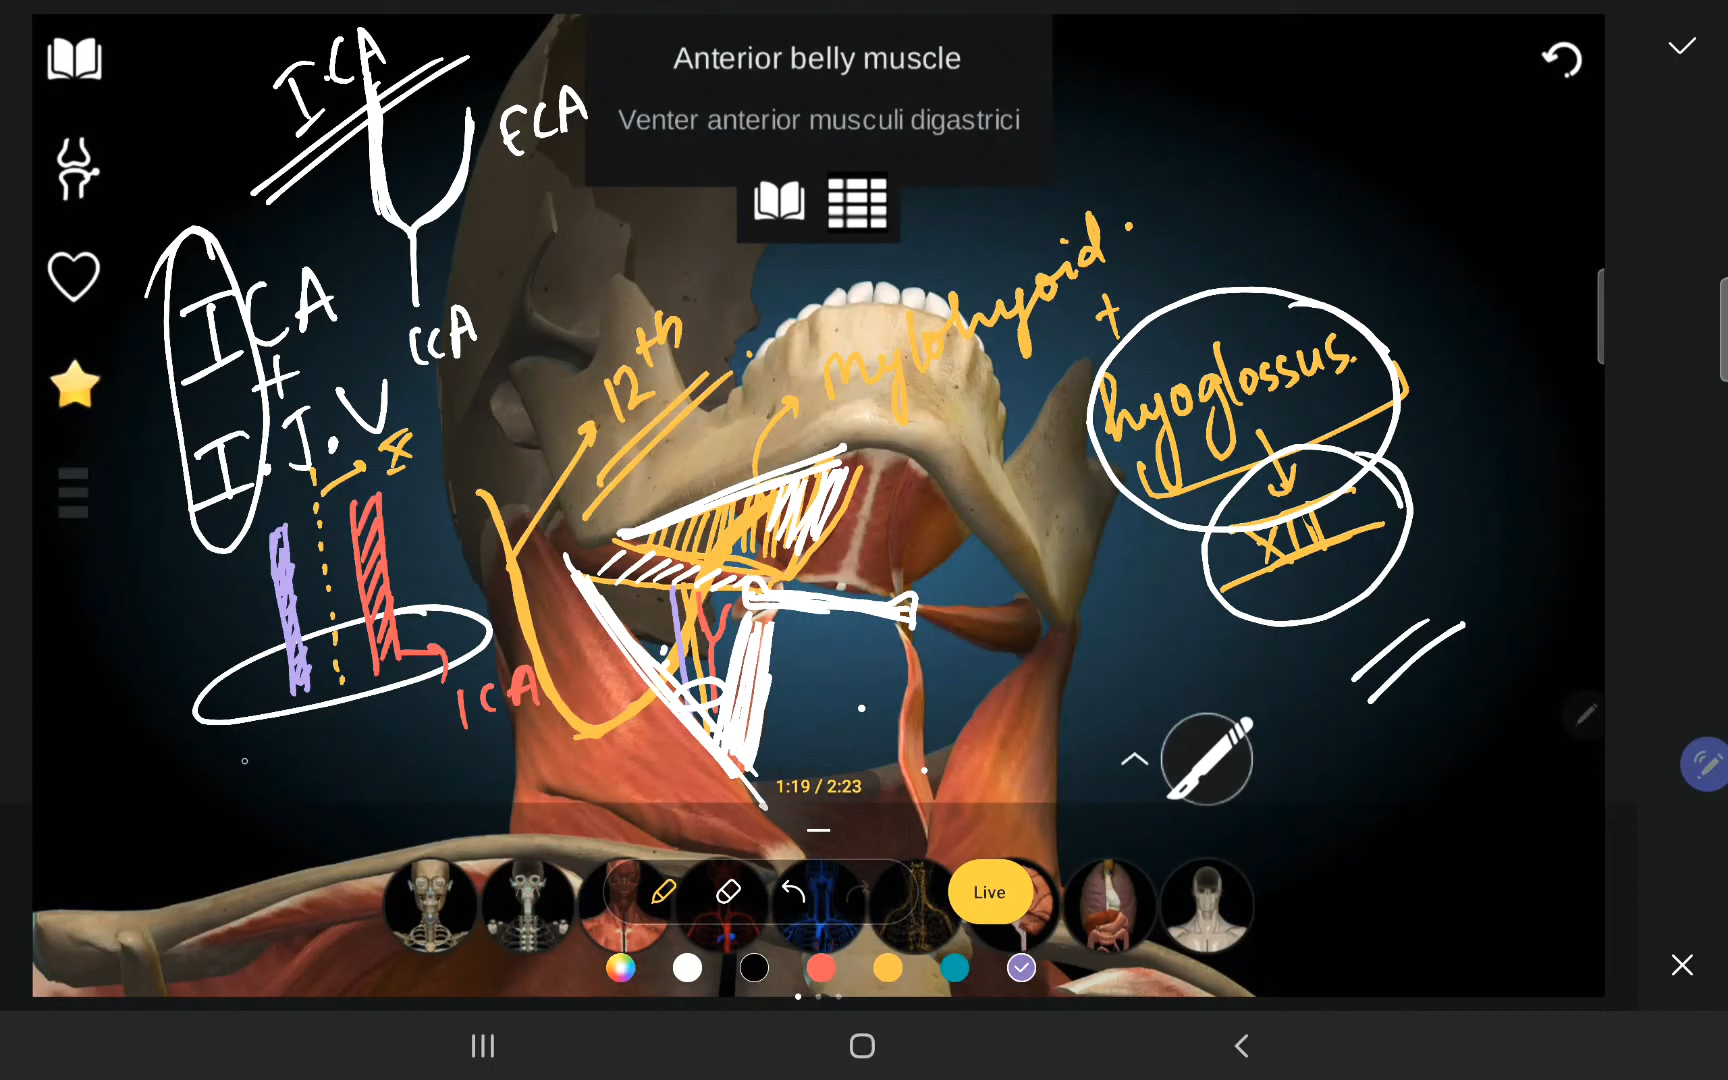 Anterior belly muscle
Venter anterior musculi digastrici
I.CA
ECA
CCA
ICA
+
I.J.V
X
ICA
12th
Mylohyoid.
+
hyoglossus.
XII
1:19 / 2:23
Live